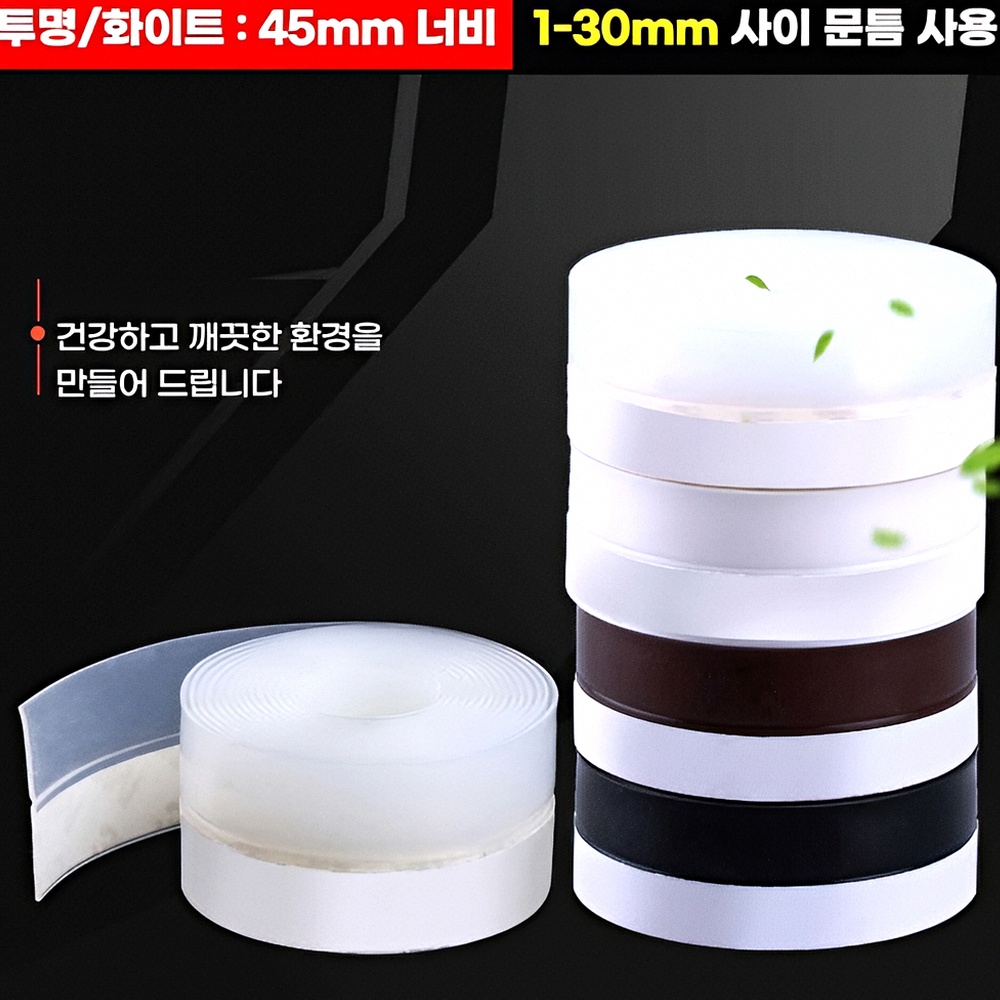 투명/화이트 : 45mm 너비
1-30mm 사이 문틈 사용
건강하고 깨끗한 환경을
만들어 드립니다